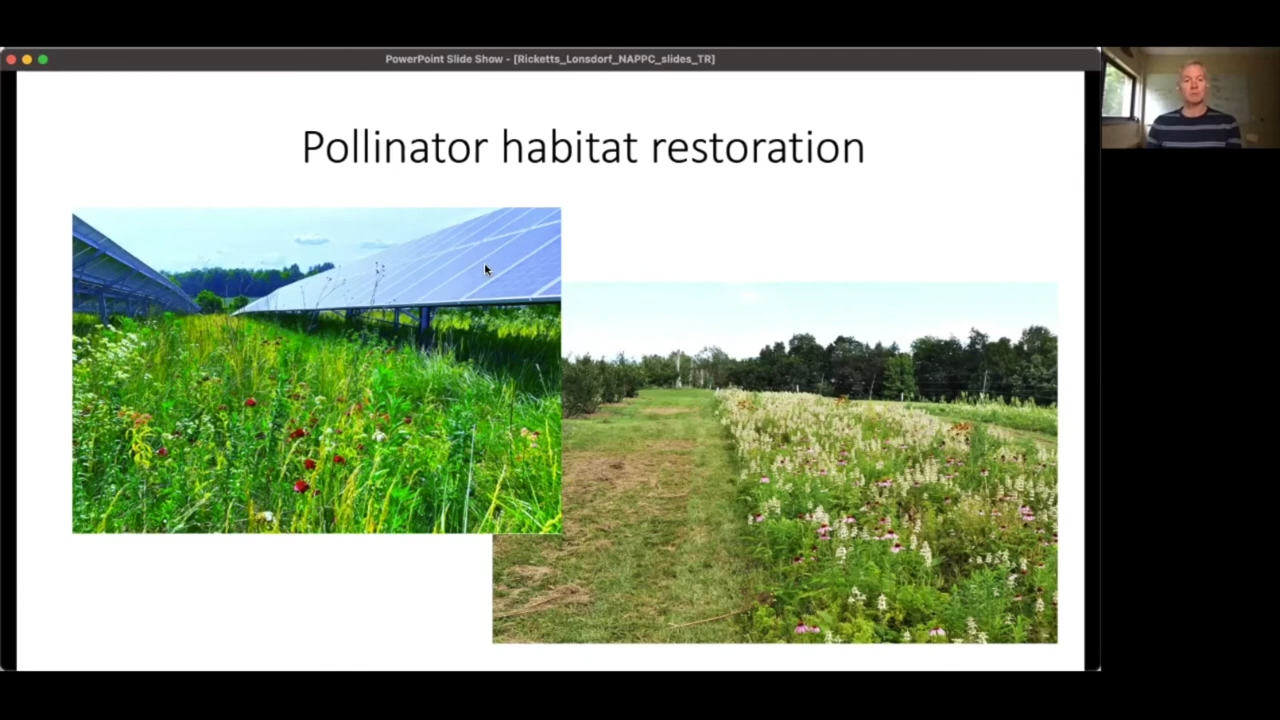 PowerPoint Slide Show - [Ricketts_Lonsdorf_NAPPC_slides_TR]
Pollinator habitat restoration